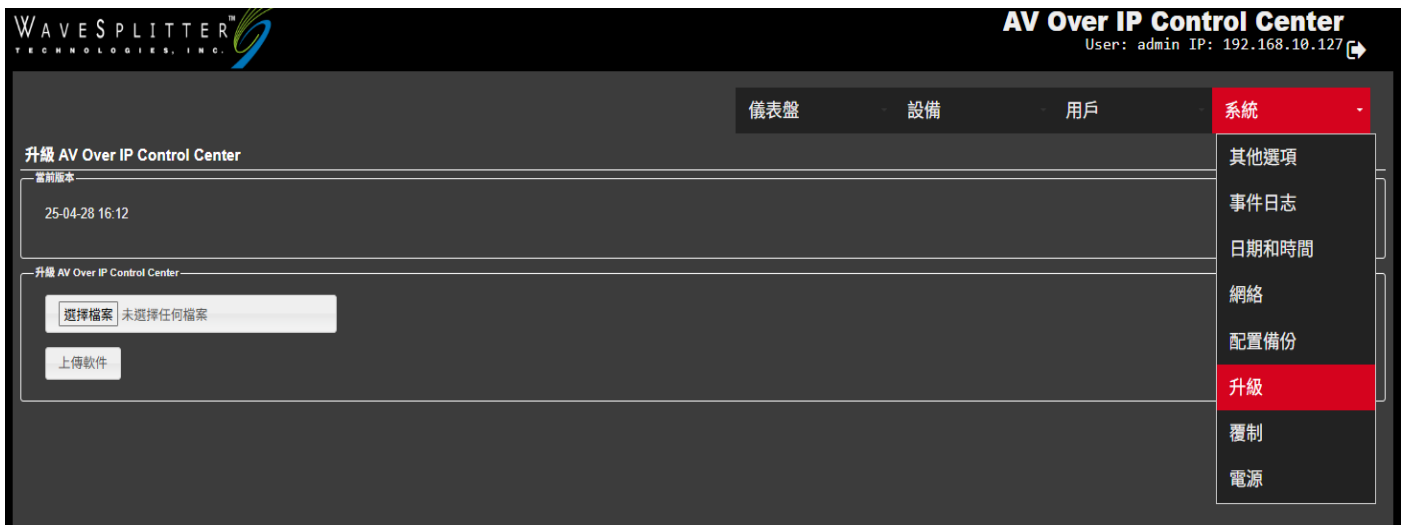 WAVESPLITTER™
TECHNOLOGIES, INC.
AV Over IP Control Center
User: admin IP: 192.168.10.127
儀表盤 設備 用戶 系統
升級 AV Over IP Control Center
當前版本
25-04-28 16:12
升級 AV Over IP Control Center
選擇檔案 未選擇任何檔案
上傳軟件
其他選項
事件日志
日期和時間
網絡
配置備份
升級
覆制
電源